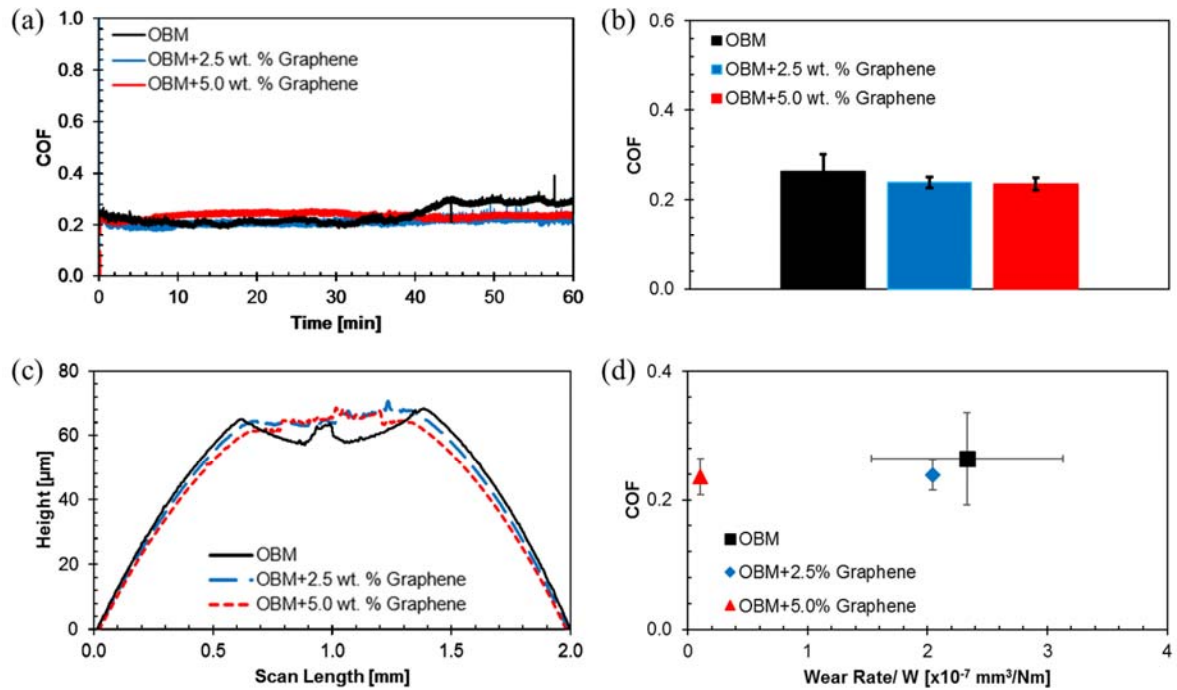 (a)
1.0
0.8
0.6
0.4
0.2
0.0
COF
OBM
OBM+2.5 wt. % Graphene
OBM+5.0 wt. % Graphene
0 10 20 30 40 50 60
Time [min]
(b)
0.6
0.4
0.2
0.0
COF
OBM
OBM+2.5 wt. % Graphene
OBM+5.0 wt. % Graphene
(c)
80
60
40
20
0
Height [µm]
OBM
OBM+2.5 wt. % Graphene
OBM+5.0 wt. % Graphene
0.0 0.5 1.0 1.5 2.0
Scan Length [mm]
(d)
0.4
0.2
0.0
COF
OBM
OBM+2.5% Graphene
OBM+5.0% Graphene
0 1 2 3 4
Wear Rate/ W [x10⁻⁷ mm³/Nm]